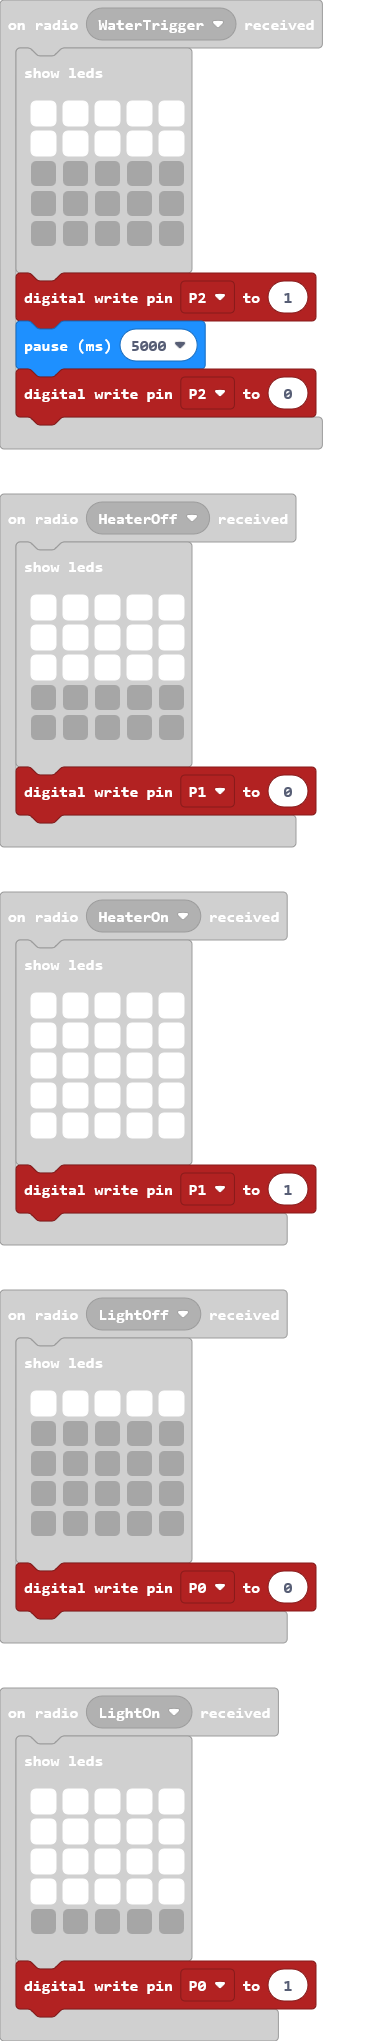 on radio WaterTrigger received
show leds
digital write pin P2 to 1
pause (ms) 5000
digital write pin P2 to 0
on radio HeaterOff received
show leds
digital write pin P1 to 0
on radio HeaterOn received
show leds
digital write pin P1 to 1
on radio LightOff received
show leds
digital write pin P0 to 0
on radio LightOn received
show leds
digital write pin P0 to 1